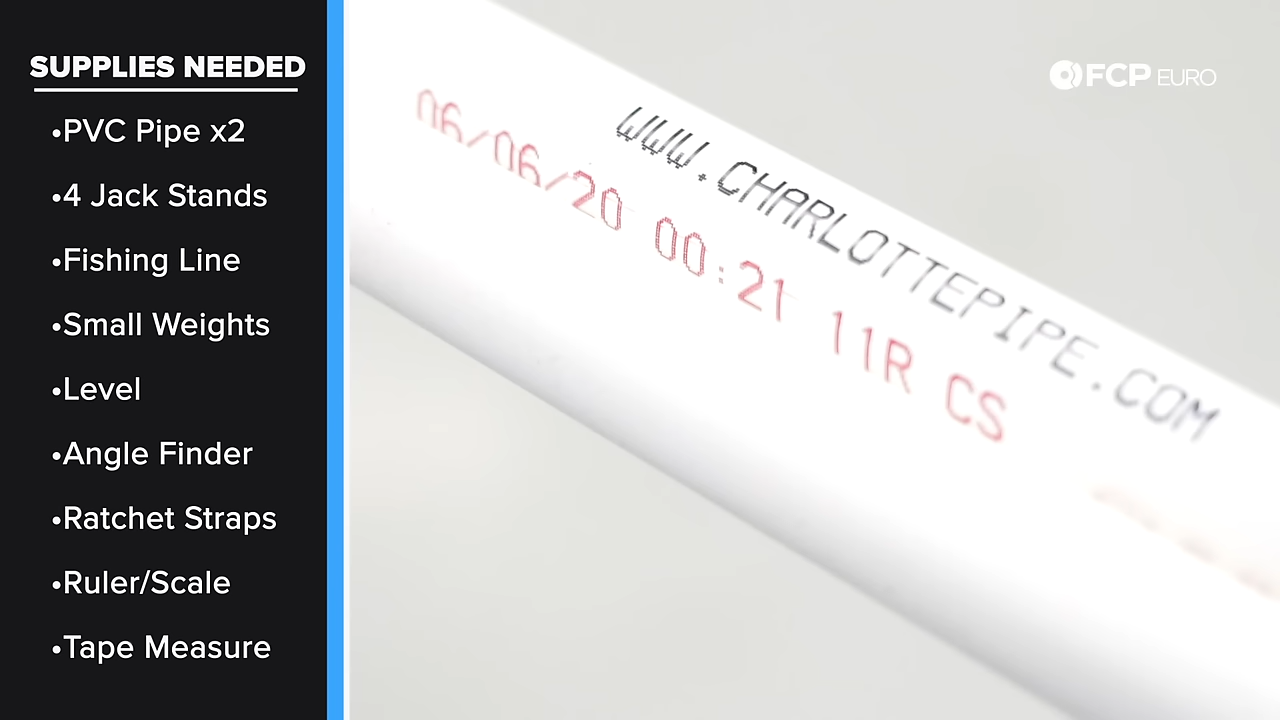 SUPPLIES NEEDED
•PVC Pipe x2
•4 Jack Stands
•Fishing Line
•Small Weights
•Level
•Angle Finder
•Ratchet Straps
•Ruler/Scale
•Tape Measure
FCP EURO
WWW.CHARLOTTEPIPE.COM
06/06/20 00:21 11R CS